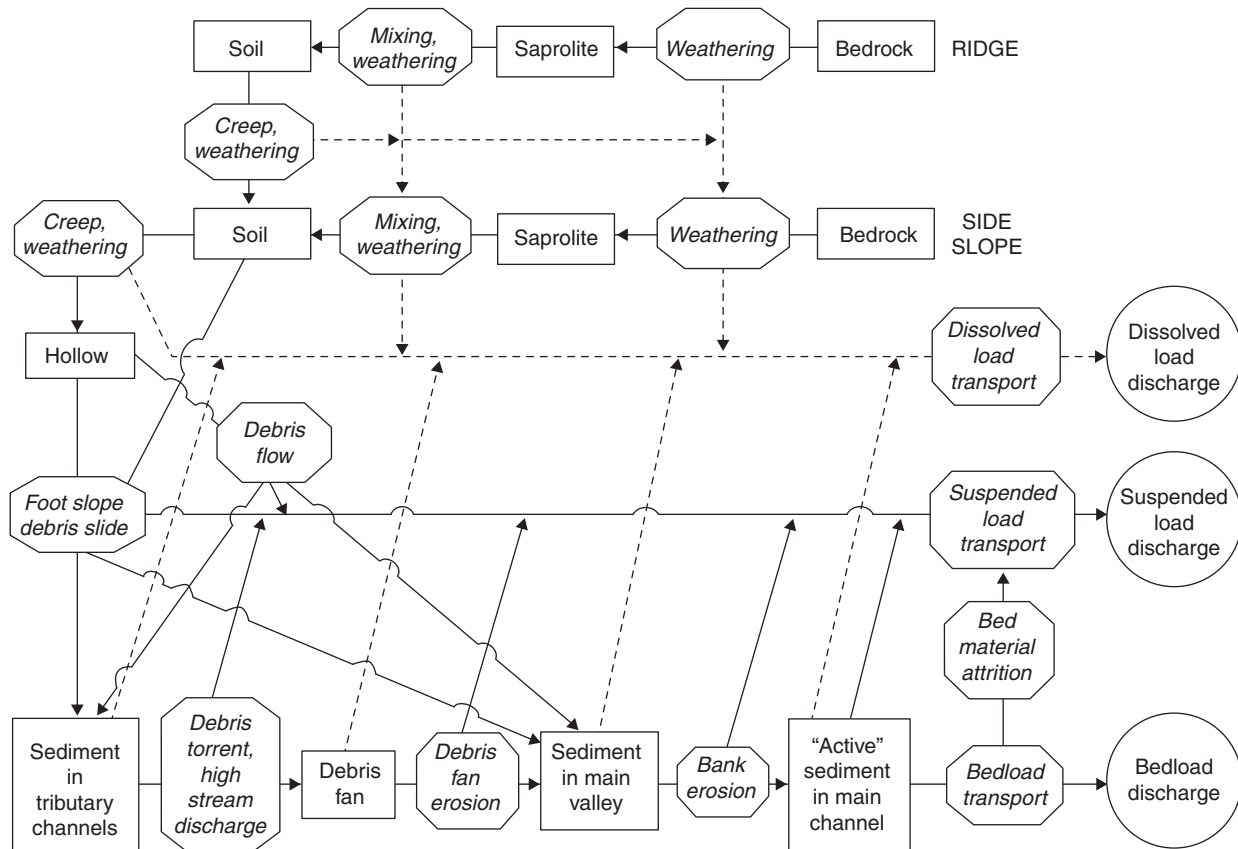 Soil
Mixing,
weathering
Saprolite
Weathering
Bedrock
RIDGE
Creep,
weathering
Creep,
weathering
Soil
Mixing,
weathering
Saprolite
Weathering
Bedrock
SIDE
SLOPE
Hollow
Dissolved
load
transport
Dissolved
load
discharge
Debris
flow
Foot slope
debris slide
Suspended
load
transport
Suspended
load
discharge
Bed
material
attrition
Sediment
in
tributary
channels
Debris
torrent,
high
stream
discharge
Debris
fan
Debris
fan
erosion
Sediment
in main
valley
Bank
erosion
“Active”
sediment
in main
channel
Bedload
transport
Bedload
discharge